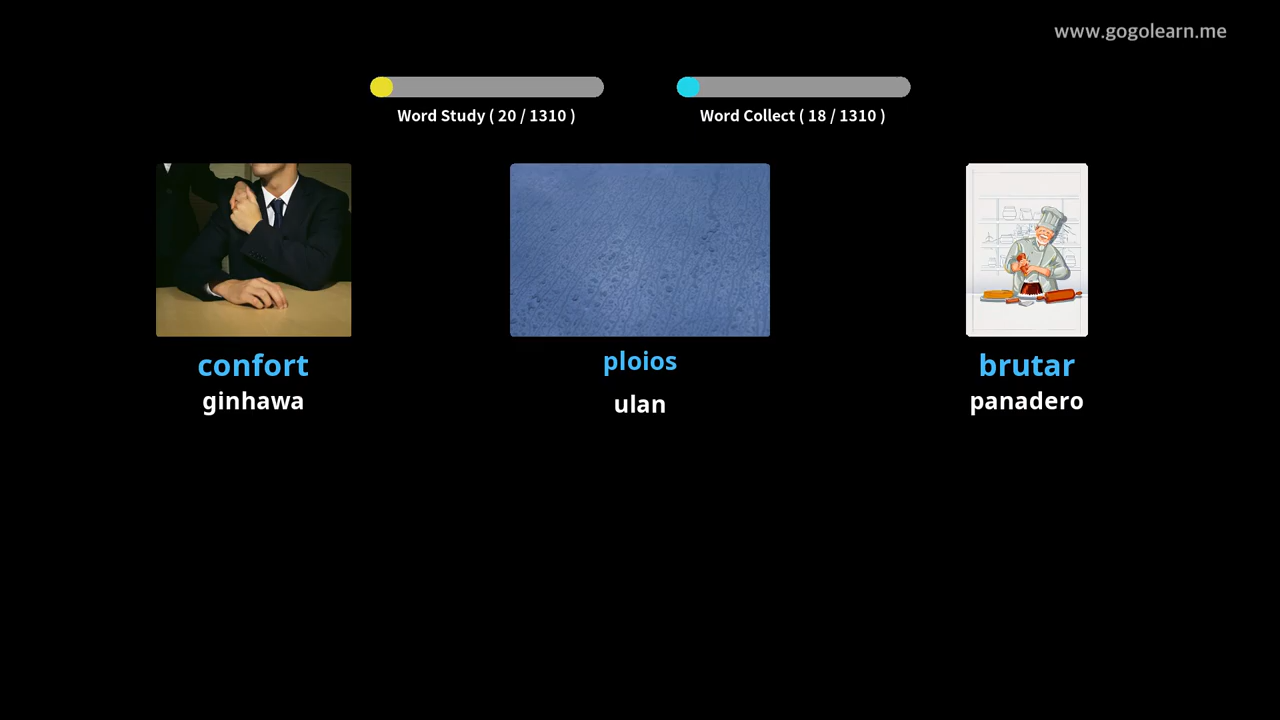 www.gogolearn.me
Word Study ( 20 / 1310 )
Word Collect ( 18 / 1310 )
confort
ginhawa
ploios
ulan
brutar
panadero